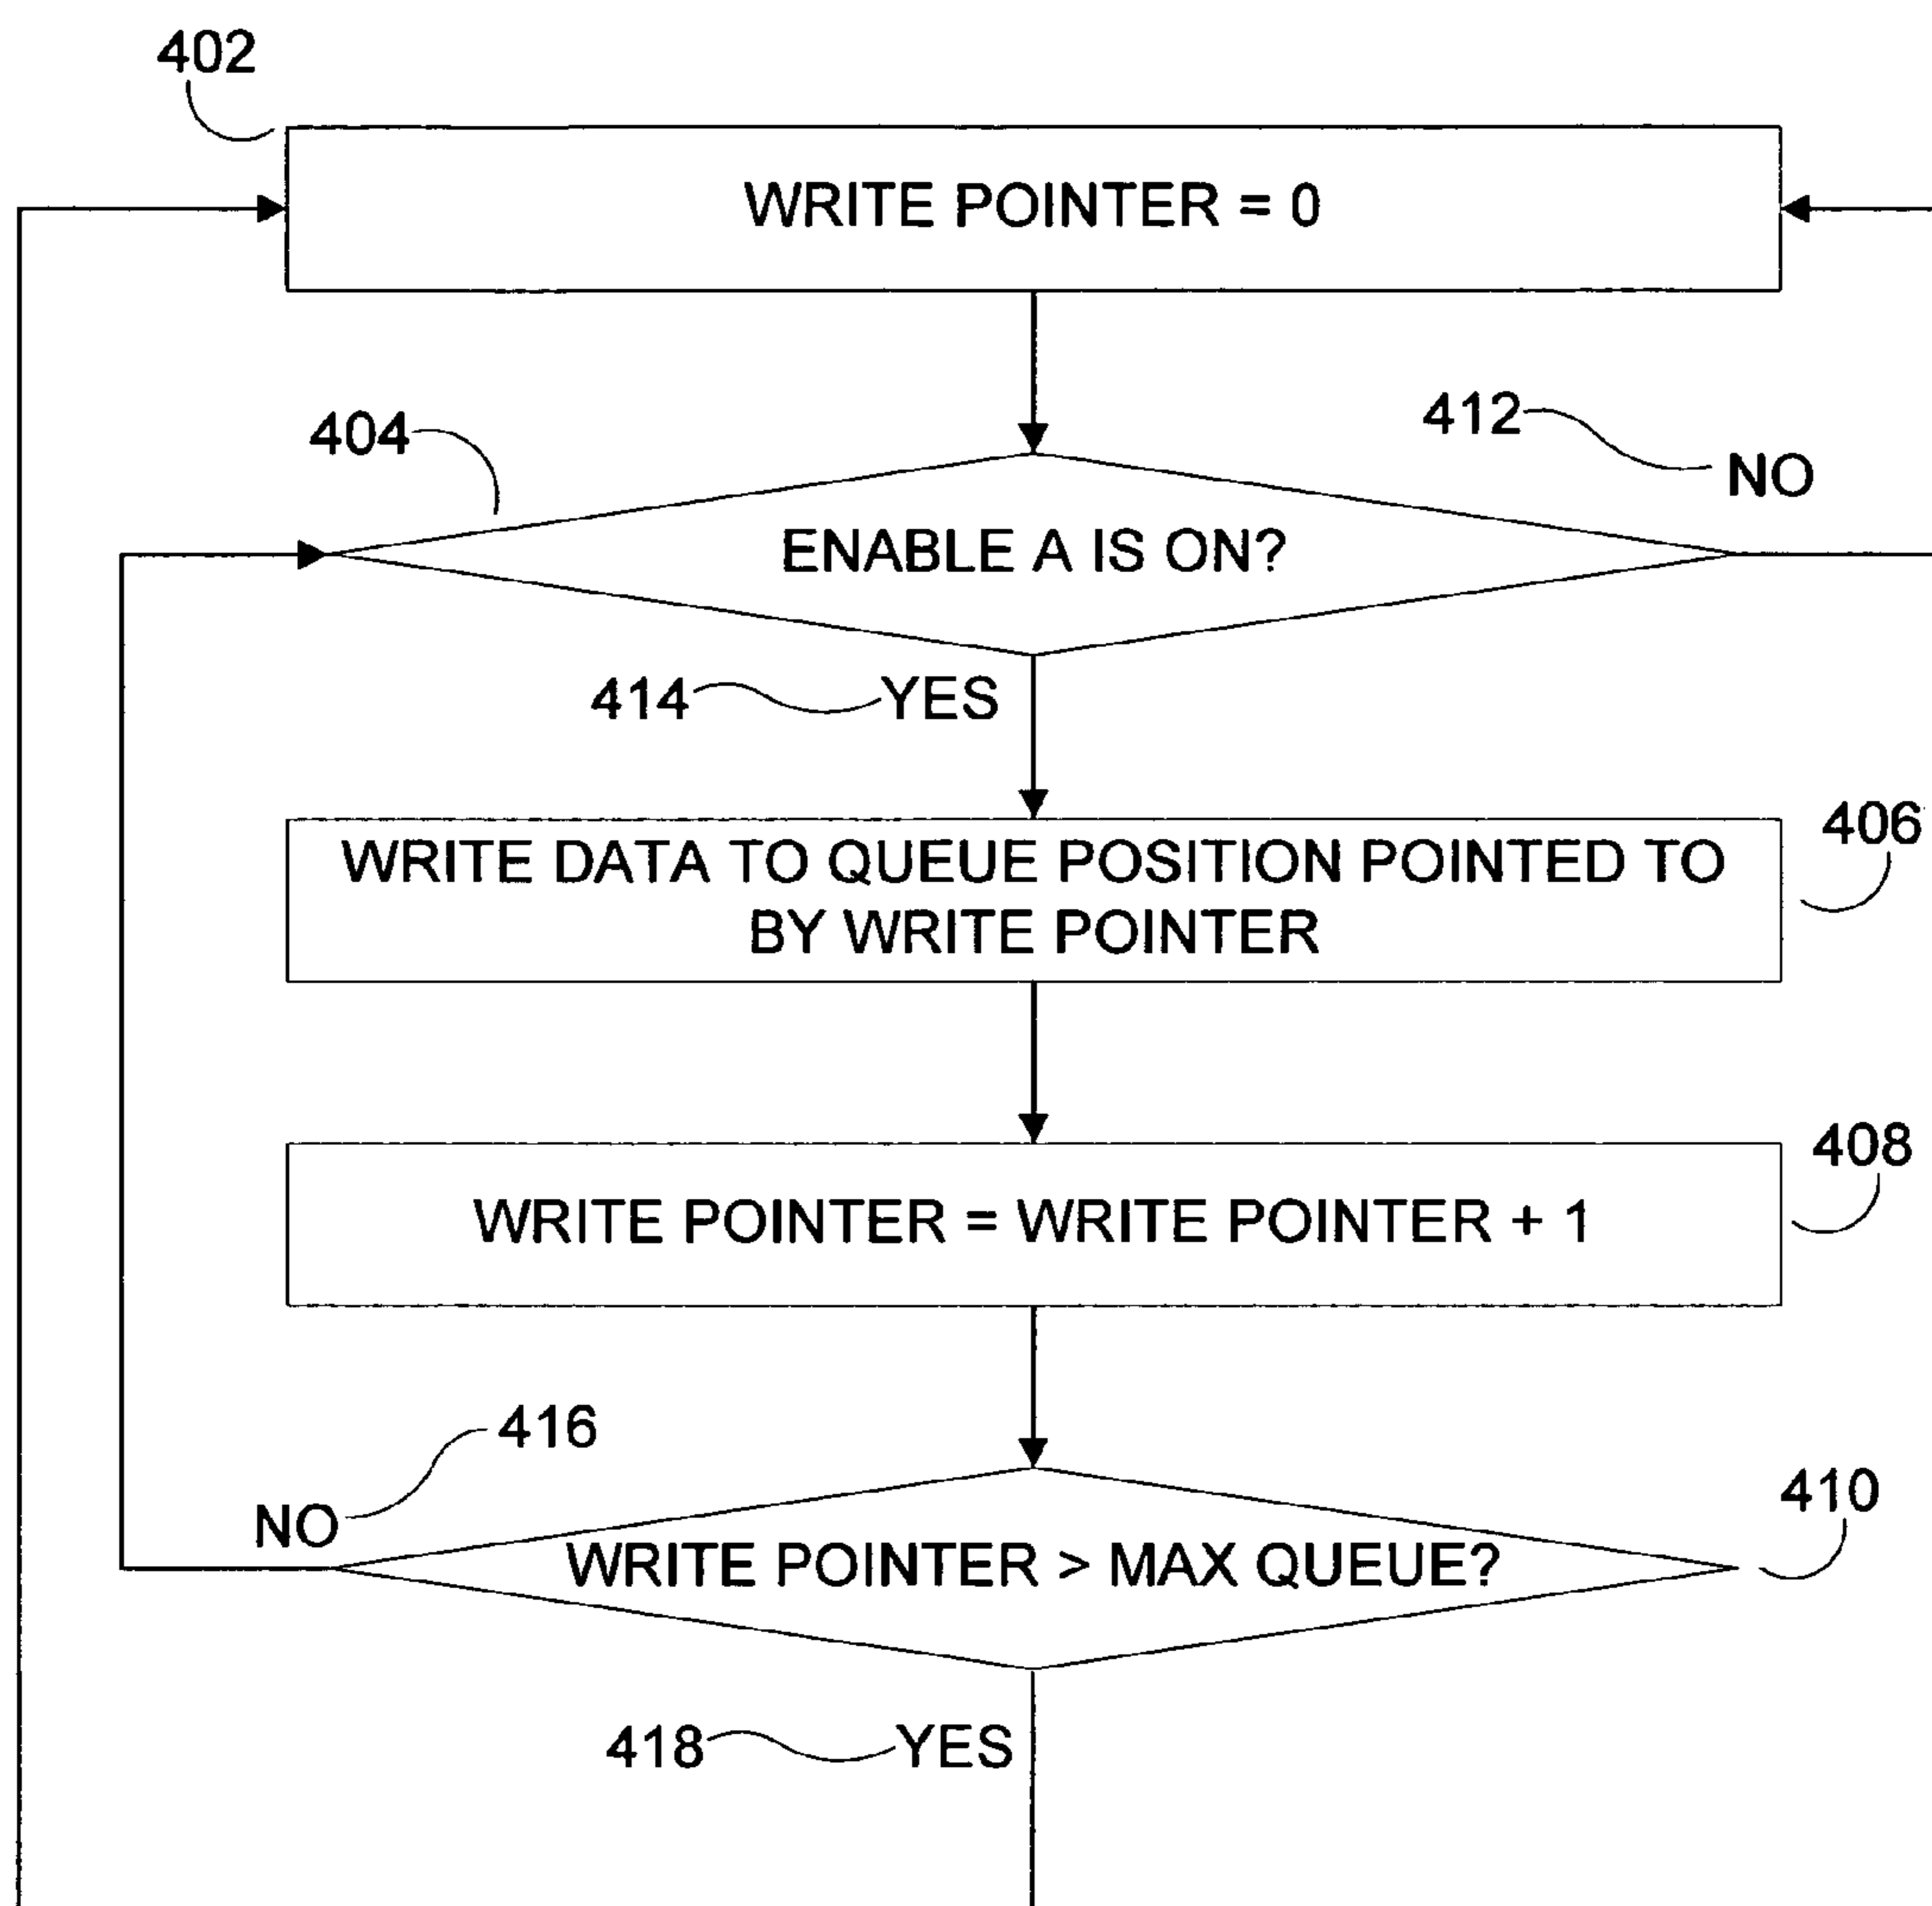 402
WRITE POINTER = 0
404
412
NO
ENABLE A IS ON?
414
YES
406
WRITE DATA TO QUEUE POSITION POINTED TO
BY WRITE POINTER
408
WRITE POINTER = WRITE POINTER + 1
416
410
NO
WRITE POINTER > MAX QUEUE?
418
YES